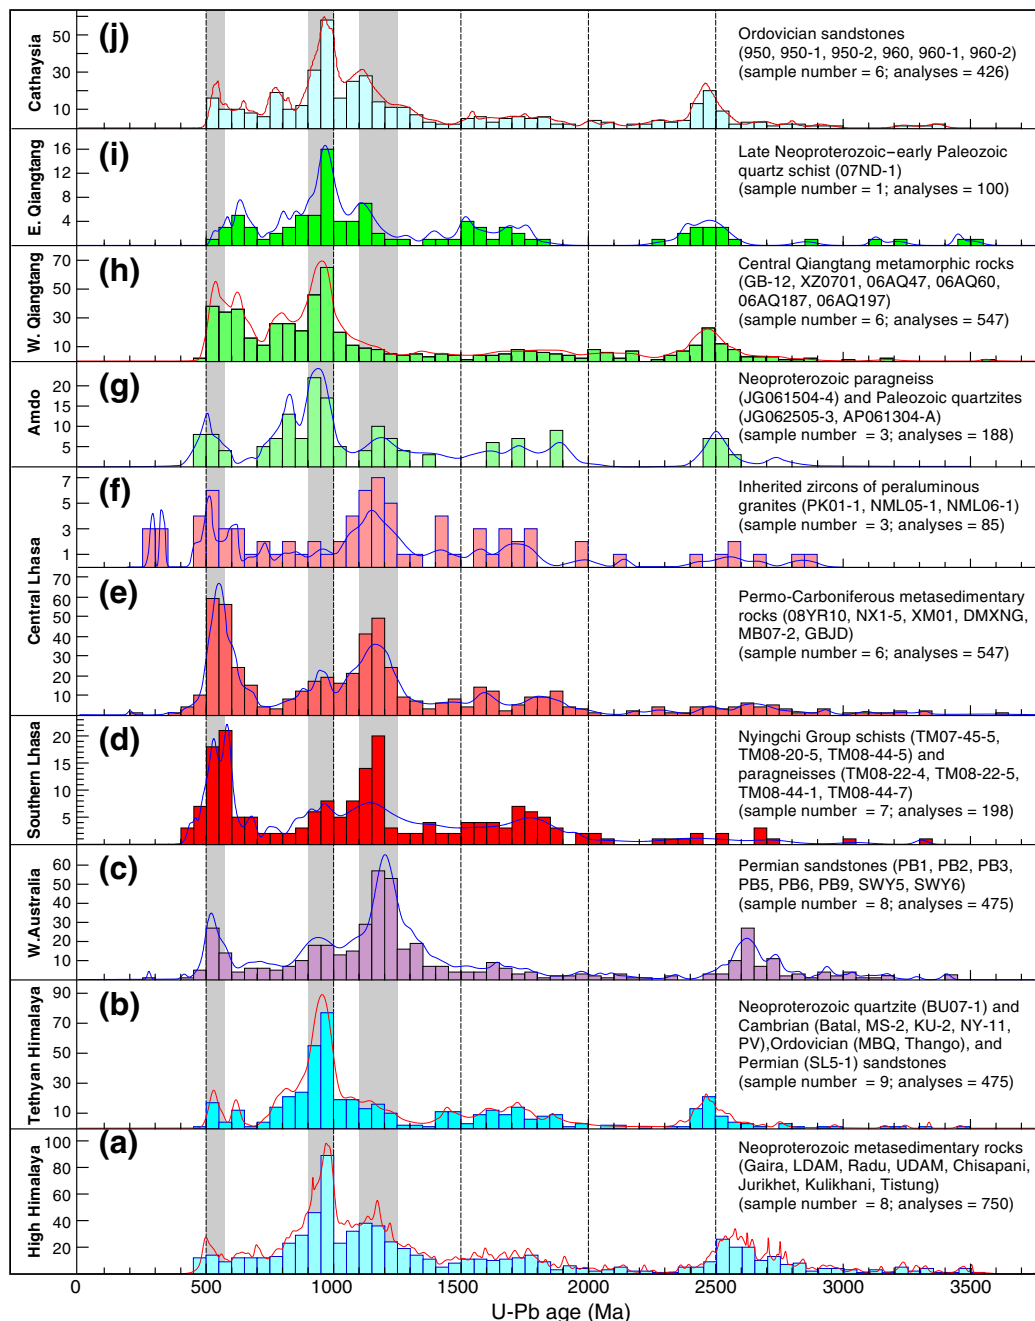 (j)
Cathaysia
50
30
10
Ordovician sandstones
(950, 950-1, 950-2, 960, 960-1, 960-2)
(sample number = 6; analyses = 426)
(i)
E. Qiangtang
16
12
8
4
Late Neoproterozoic–early Paleozoic
quartz schist (07ND-1)
(sample number = 1; analyses = 100)
(h)
W. Qiangtang
70
50
30
10
Central Qiangtang metamorphic rocks
(GB-12, XZ0701, 06AQ47, 06AQ60,
06AQ187, 06AQ197)
(sample number = 6; analyses = 547)
(g)
Amdo
20
15
10
5
Neoproterozoic paragneiss
(JG061504-4) and Paleozoic quartzites
(JG062505-3, AP061304-A)
(sample number = 3; analyses = 188)
(f)
Central Lhasa
7
5
3
1
Inherited zircons of peraluminous
granites (PK01-1, NML05-1, NML06-1)
(sample number = 3; analyses = 85)
(e)
70
60
50
40
30
20
10
Permo-Carboniferous metasedimentary
rocks (08YR10, NX1-5, XM01, DMXNG,
MB07-2, GBJD)
(sample number = 6; analyses = 547)
(d)
Southern Lhasa
20
15
10
5
Nyingchi Group schists (TM07-45-5,
TM08-20-5, TM08-44-5) and
paragneisses (TM08-22-4, TM08-22-5,
TM08-44-1, TM08-44-7)
(sample number = 7; analyses = 198)
(c)
W.Australia
60
50
40
30
20
10
Permian sandstones (PB1, PB2, PB3,
PB5, PB6, PB9, SWY5, SWY6)
(sample number = 8; analyses = 475)
(b)
Tethyan Himalaya
90
70
50
30
10
Neoproterozoic quartzite (BU07-1) and
Cambrian (Batal, MS-2, KU-2, NY-11,
PV),Ordovician (MBQ, Thango), and
Permian (SL5-1) sandstones
(sample number = 9; analyses = 475)
(a)
High Himalaya
100
80
60
40
20
Neoproterozoic metasedimentary rocks
(Gaira, LDAM, Radu, UDAM, Chisapani,
Jurikhet, Kulikhani, Tistung)
(sample number = 8; analyses = 750)
0 500 1000 1500 2000 2500 3000 3500
U-Pb age (Ma)